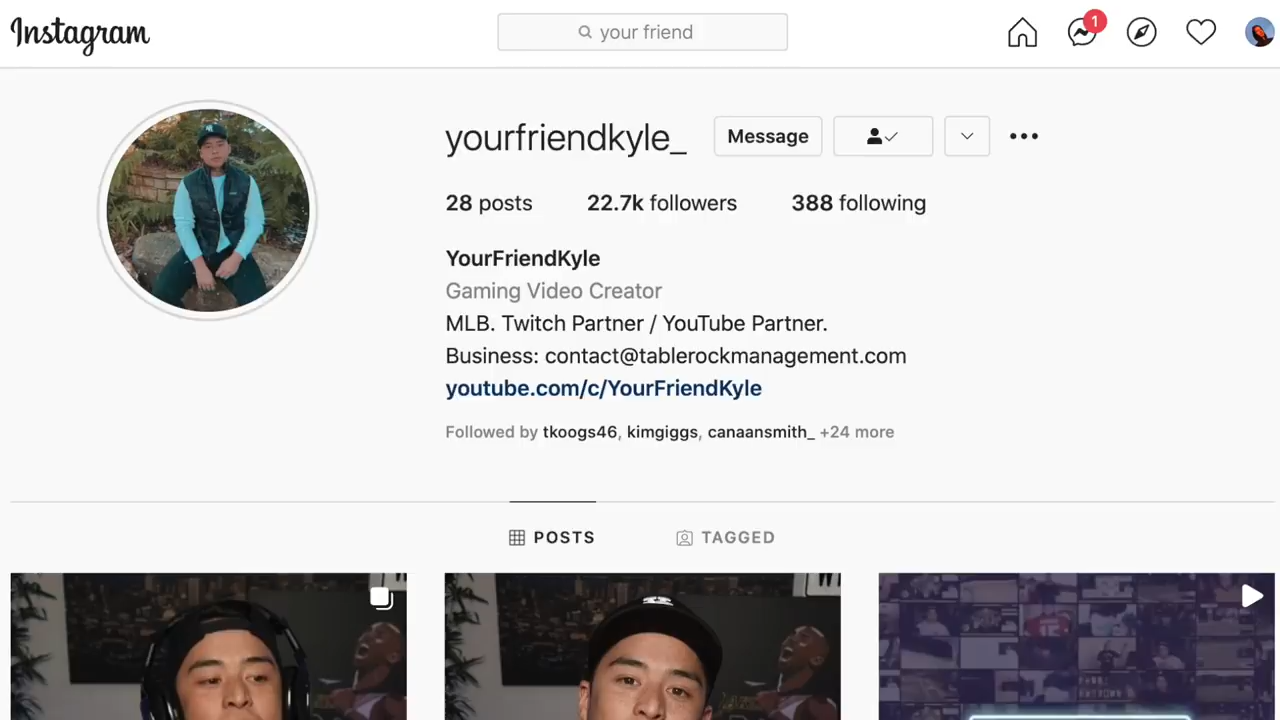 Instagram
your friend
1
yourfriendkyle_
Message
28 posts 22.7k followers 388 following
YourFriendKyle
Gaming Video Creator
MLB. Twitch Partner / YouTube Partner.
Business: contact@tablerockmanagement.com
youtube.com/c/YourFriendKyle
Followed by tkoogs46, kimgiggs, canaansmith_ +24 more
POSTS TAGGED